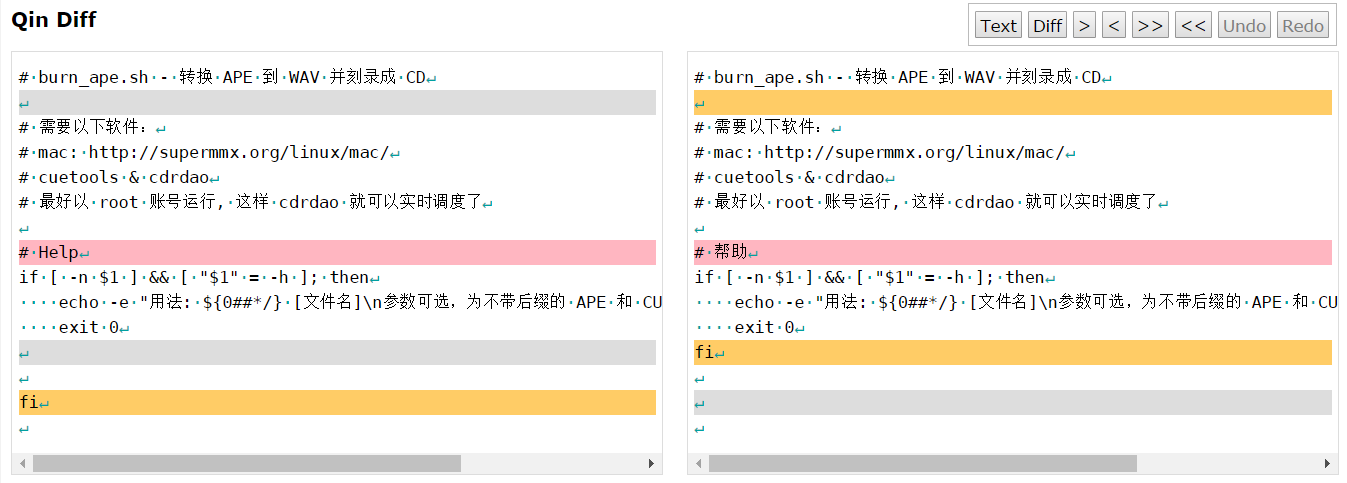 Qin Diff
Text Diff > < >> << Undo Redo
#·burn_ape.sh·-·转换·APE·到·WAV·并刻录成·CD↵
↵
#·需要以下软件：↵
#·mac:·http://supermmx.org/linux/mac/↵
#·cuetools·&·cdrdao↵
#·最好以·root·账号运行,·这样·cdrdao·就可以实时调度了↵
↵
#·Help↵
if·[·-n·$1·]·&&·[·"$1"·=·-h·];·then↵
····echo·-e·"用法:·${0##*/}·[文件名]\n参数可选，为不带后缀的·APE·和·CU
····exit·0↵
↵
↵
fi↵
↵
#·burn_ape.sh·-·转换·APE·到·WAV·并刻录成·CD↵
↵
#·需要以下软件：↵
#·mac:·http://supermmx.org/linux/mac/↵
#·cuetools·&·cdrdao↵
#·最好以·root·账号运行,·这样·cdrdao·就可以实时调度了↵
↵
#·帮助↵
if·[·-n·$1·]·&&·[·"$1"·=·-h·];·then↵
····echo·-e·"用法:·${0##*/}·[文件名]\n参数可选，为不带后缀的·APE·和·CU
····exit·0↵
fi↵
↵
↵
↵